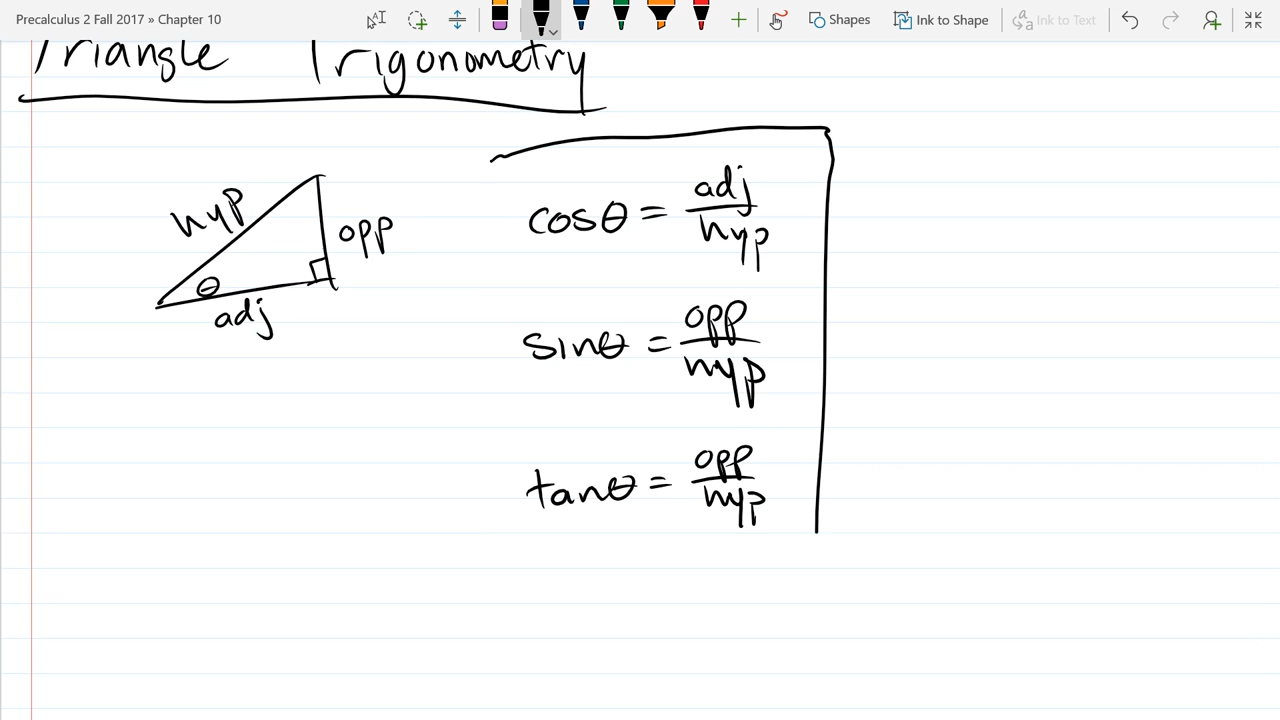 Precalculus 2 Fall 2017 » Chapter 10
Shapes
Ink to Shape
Ink to Text
Triangle Trigonometry
hyp
opp
θ
adj
cosθ = adj/hyp
sinθ = opp/hyp
tanθ = opp/hyp